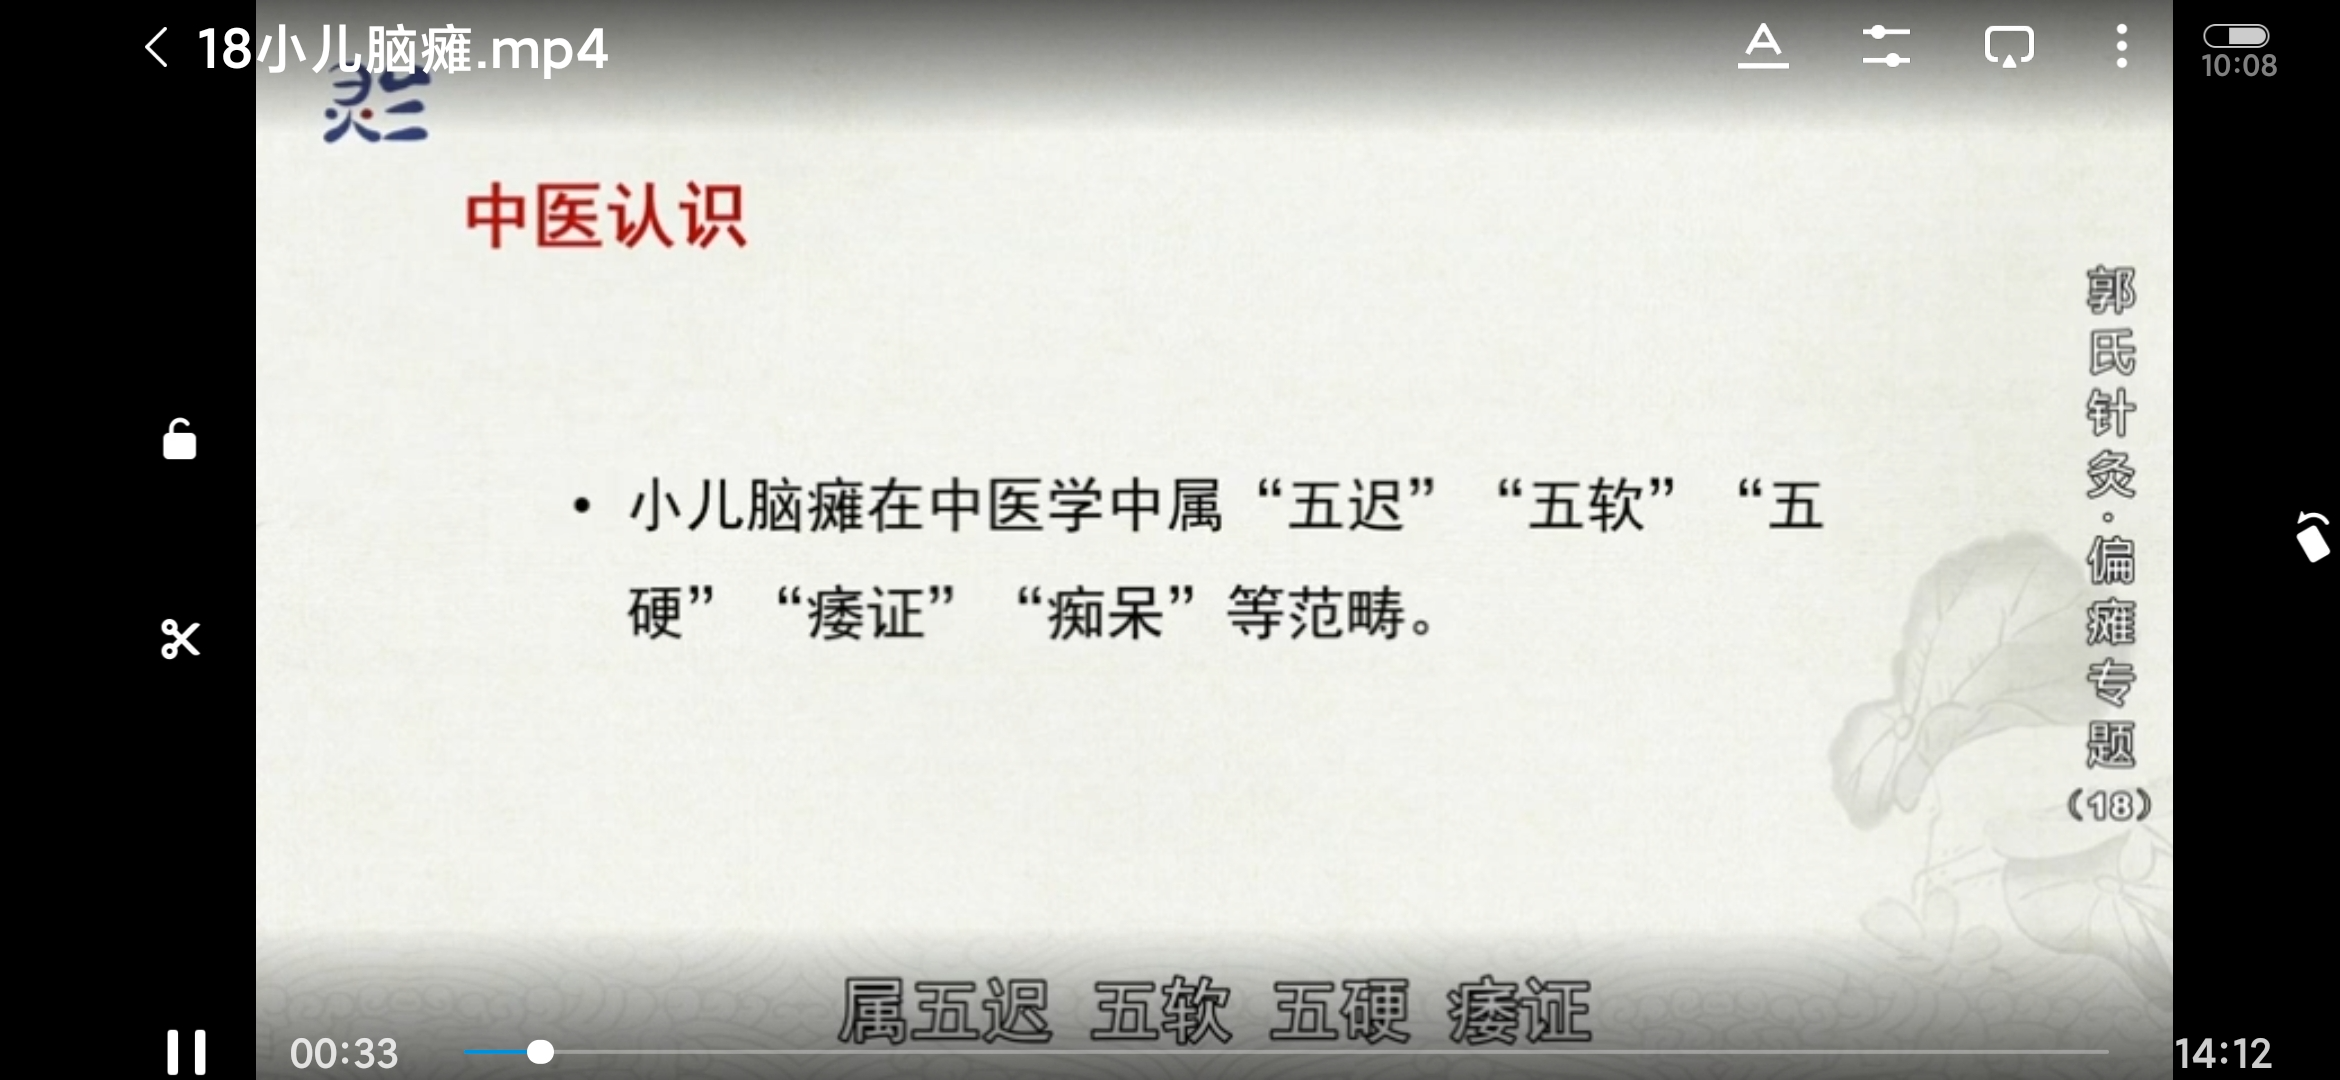 18小儿脑瘫.mp4
10:08
中医认识
• 小儿脑瘫在中医学中属“五迟” “五软” “五
硬” “痿证” “痴呆”等范畴。
郭氏针灸·偏瘫专题
（18）
属五迟 五软 五硬 痿证
00:33
14:12